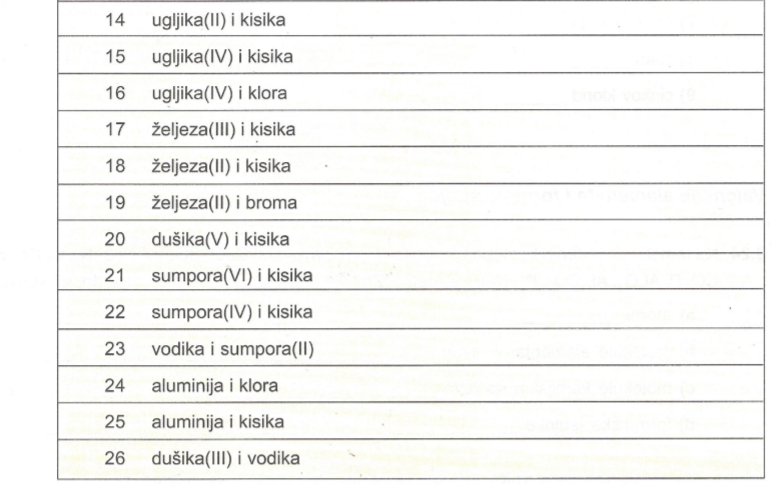 14 ugljika(II) i kisika
15 ugljika(IV) i kisika
16 ugljika(IV) i klora
17 željeza(III) i kisika
18 željeza(II) i kisika
19 željeza(II) i broma
20 dušika(V) i kisika
21 sumpora(VI) i kisika
22 sumpora(IV) i kisika
23 vodika i sumpora(II)
24 aluminija i klora
25 aluminija i kisika
26 dušika(III) i vodika